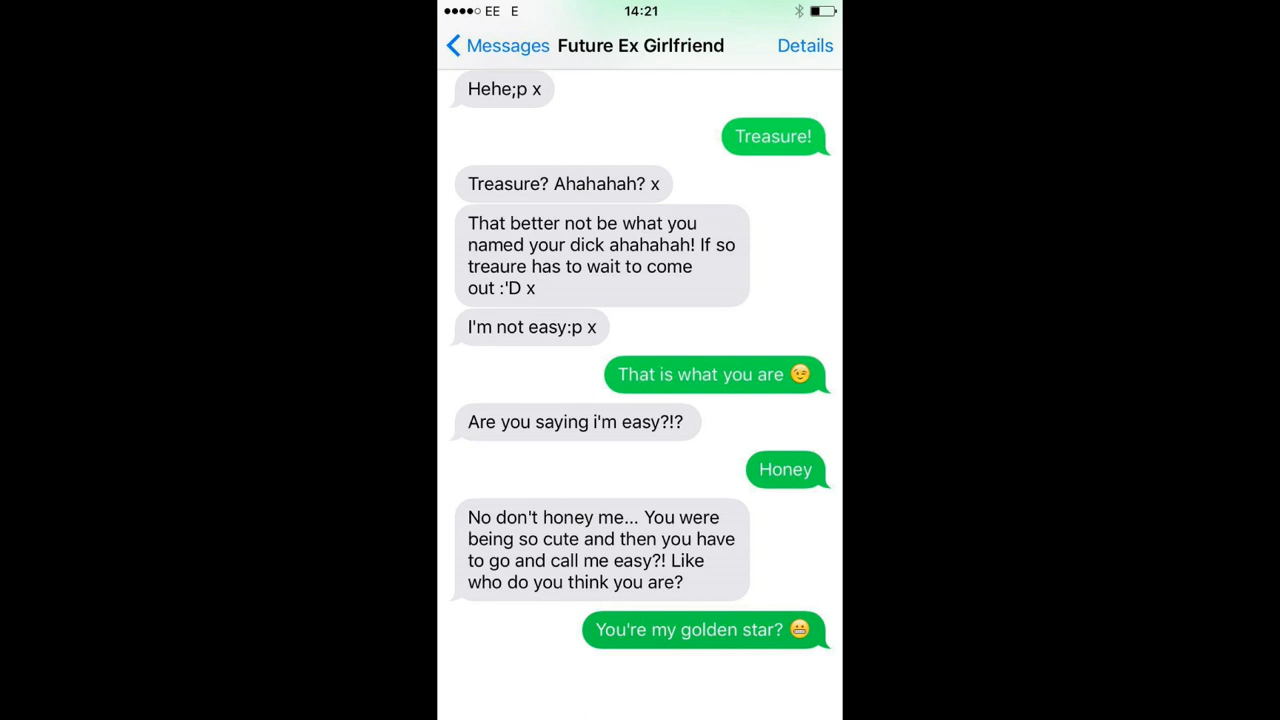 EE E 14:21
Messages Future Ex Girlfriend Details
Hehe;p x
Treasure!
Treasure? Ahahahah? x
That better not be what you
named your dick ahahahah! If so
treaure has to wait to come
out :'D x
I'm not easy:p x
That is what you are 😉
Are you saying i'm easy?!?
Honey
No don't honey me... You were
being so cute and then you have
to go and call me easy?! Like
who do you think you are?
You're my golden star? 😬